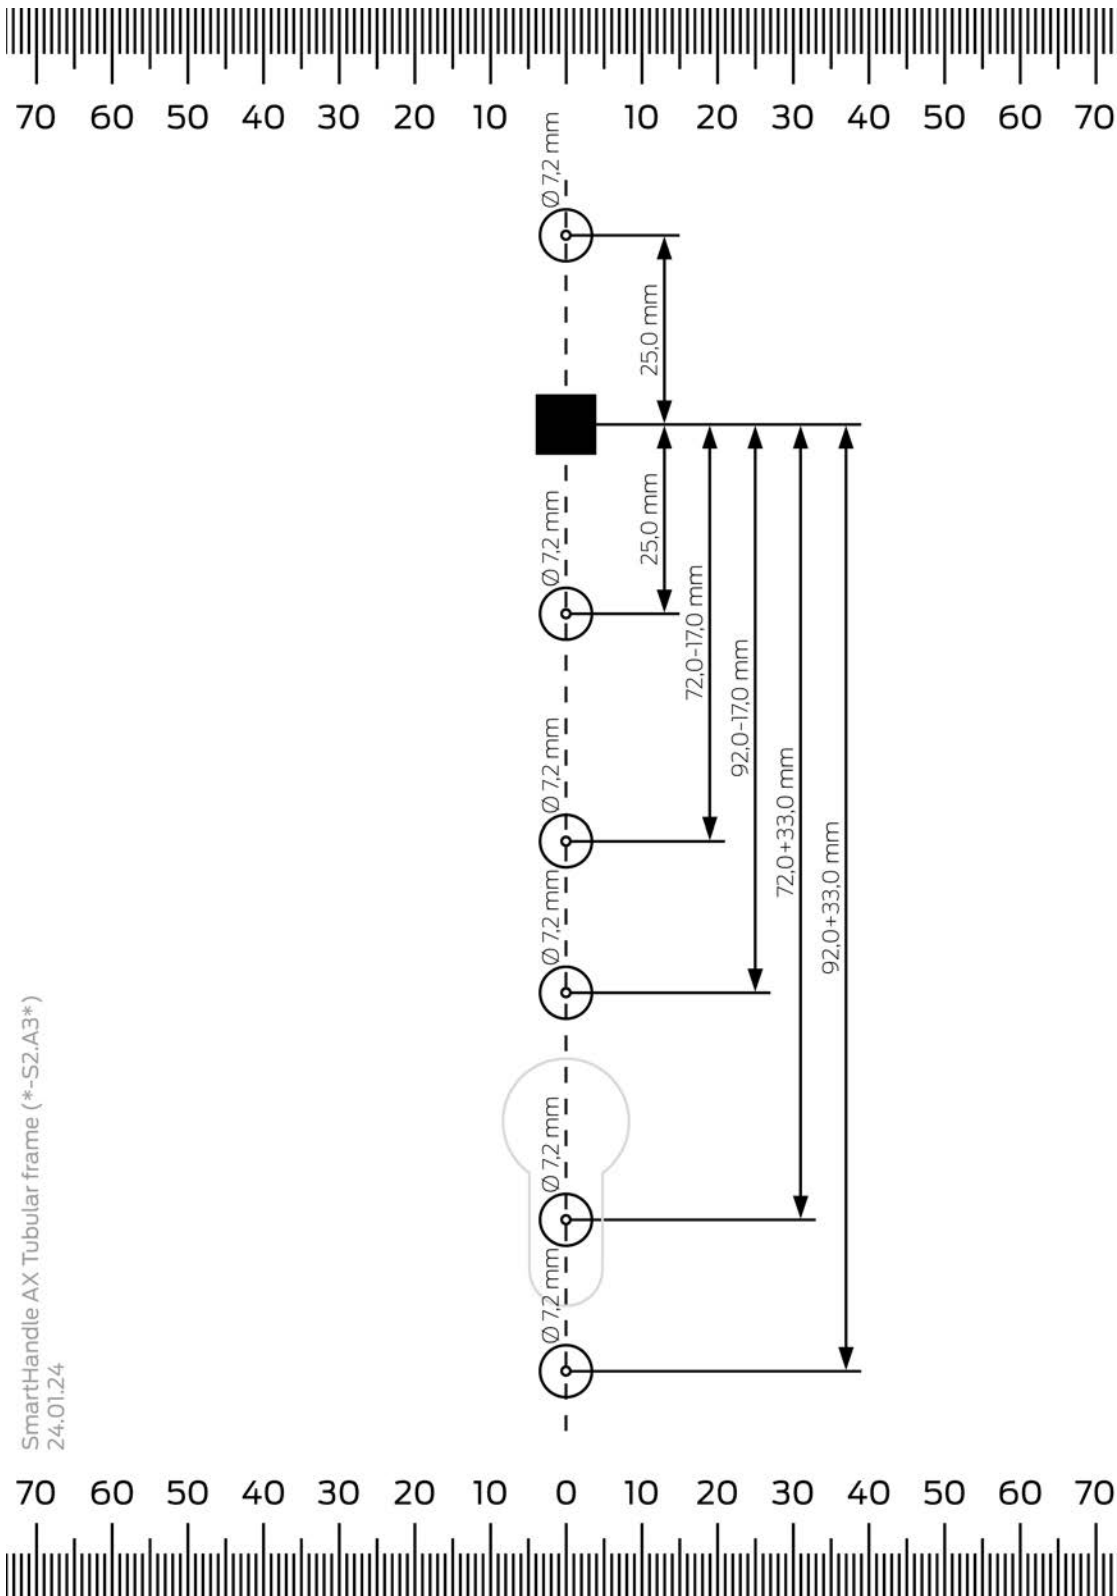 70 60 50 40 30 20 10 10 20 30 40 50 60 70
Ø 7,2 mm
25,0 mm
Ø 7,2 mm
25,0 mm
72,0-17,0 mm
92,0-17,0 mm
Ø 7,2 mm
72,0+33,0 mm
92,0+33,0 mm
Ø 7,2 mm
Ø 7,2 mm
Ø 7,2 mm
SmartHandle AX Tubular frame (*-S2.A3*)
24.01.24
70 60 50 40 30 20 10 0 10 20 30 40 50 60 70